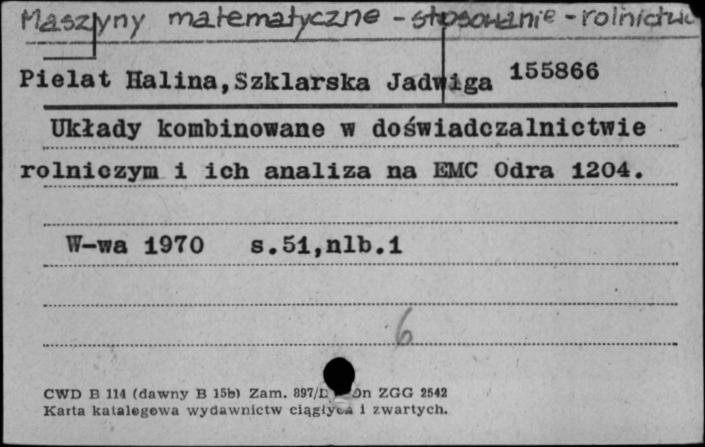 Maszyny matematyczne - stosowanie - rolnictwo
Pielat Halina, Szklarska Jadwiga 155866
Układy kombinowane w doświadczalnictwie
rolniczym i ich analiza na EMC Odra 1204.
W-wa 1970 s.51,nlb.1
6
CWD B 114 (dawny B 15b) Zam. 897/ ZGG 2542
Karta katalogowa wydawnictw ciągłych i zwartych.